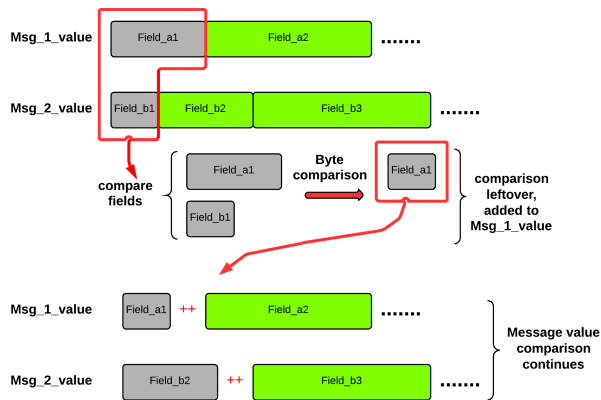 Msg_1_value Field_a1 Field_a2 .......
Msg_2_value Field_b1 Field_b2 Field_b3 .......
compare
fields
Field_a1
Field_b1
Byte
comparison
Field_a1
comparison
leftover,
added to
Msg_1_value
Msg_1_value Field_a1 ++ Field_a2 .......
Msg_2_value Field_b2 ++ Field_b3 .......
Message value
comparison
continues